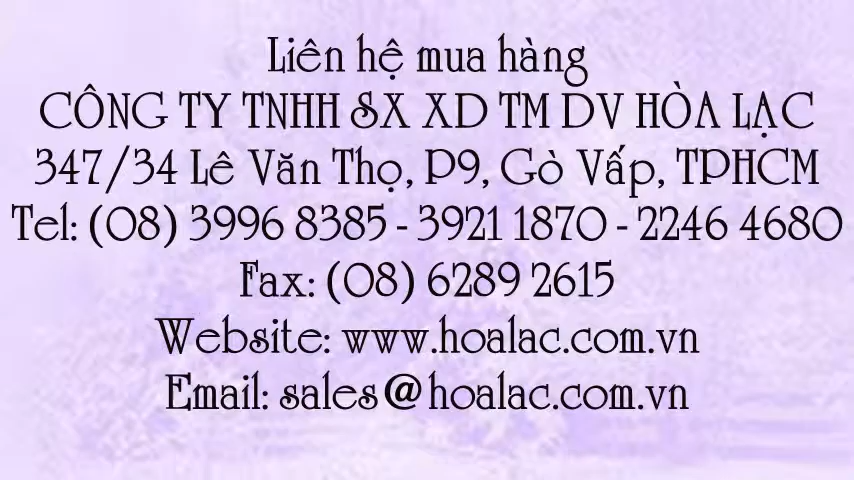 Liên hệ mua hàng
CÔNG TY TNHH SX XD TM DV HÒA LẠC
347/34 Lê Văn Thọ, P9, Gò Vấp, TPHCM
Tel: (08) 3996 8385 - 3921 1870 - 2246 4680
Fax: (08) 6289 2615
Website: www.hoalac.com.vn
Email: sales@hoalac.com.vn